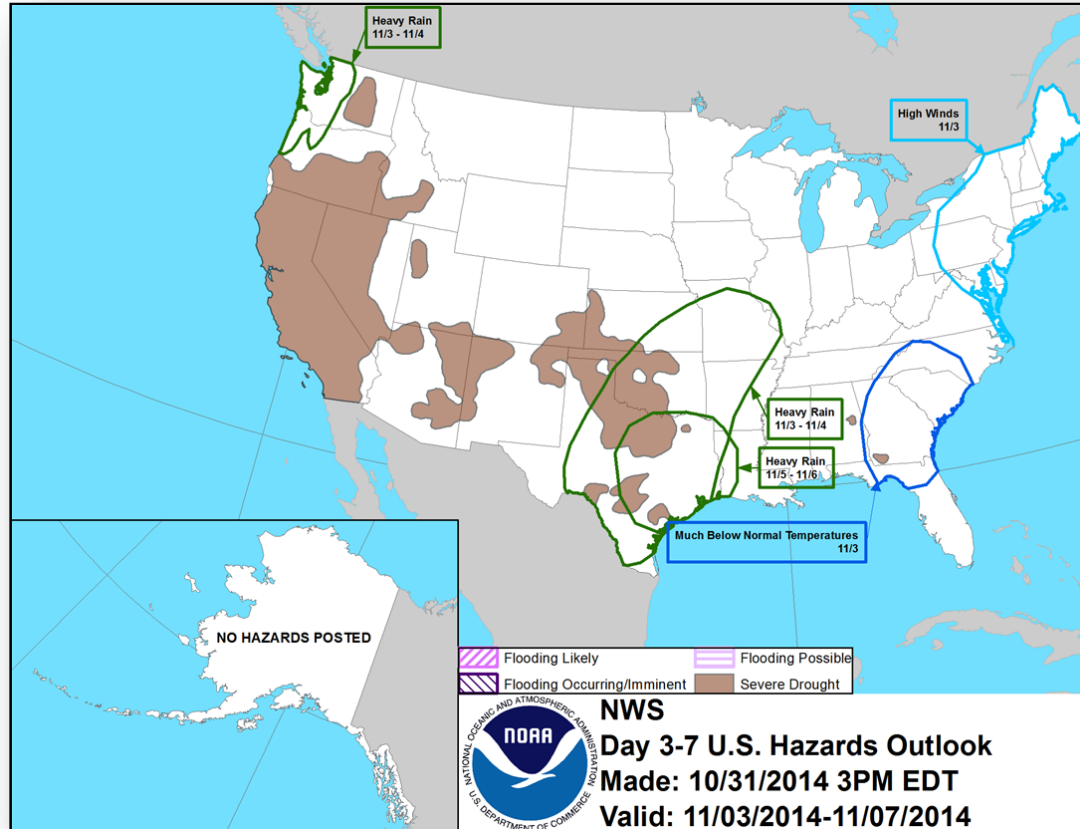 Heavy Rain
11/3 - 11/4
High Winds
11/3
Heavy Rain
11/3 - 11/4
Heavy Rain
11/5 - 11/6
Much Below Normal Temperatures
11/3
NO HAZARDS POSTED
Flooding Likely
Flooding Possible
Flooding Occurring/Imminent
Severe Drought
NATIONAL OCEANIC AND ATMOSPHERIC ADMINISTRATION
NOAA
U.S. DEPARTMENT OF COMMERCE
NWS
Day 3-7 U.S. Hazards Outlook
Made: 10/31/2014 3PM EDT
Valid: 11/03/2014-11/07/2014